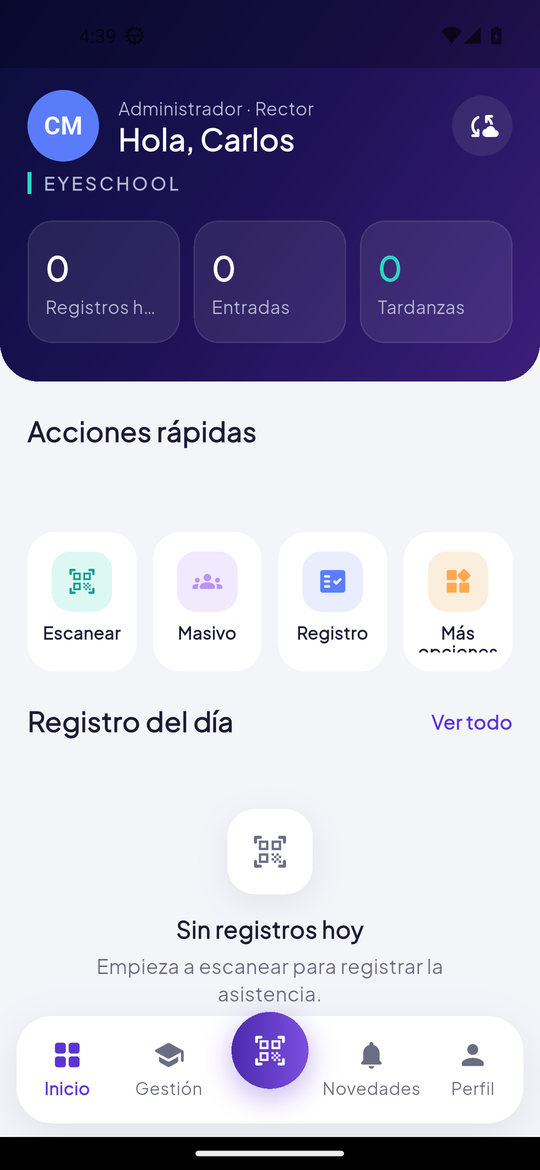 4:39
CM
Administrador · Rector
Hola, Carlos
EYESCHOOL
0
Registros h...
0
Entradas
0
Tardanzas
Acciones rápidas
Escanear
Masivo
Registro
Más
opciones
Registro del día
Ver todo
Sin registros hoy
Empieza a escanear para registrar la
asistencia.
Inicio
Gestión
Novedades
Perfil